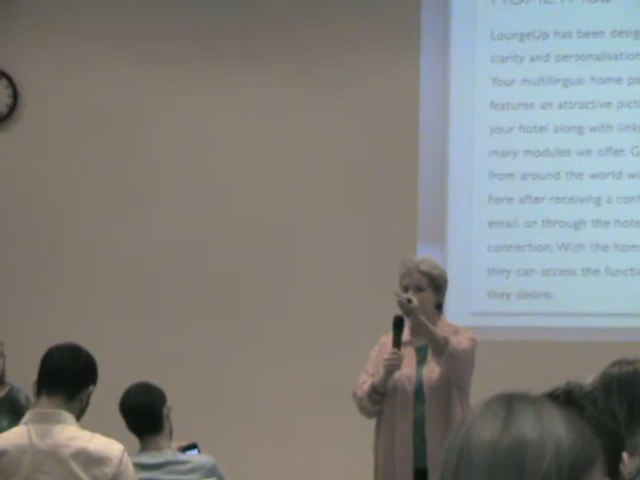 LoungeUp has been desig
clarity and personalisation
Your multilingual home pa
features an attractive pict
your hotel along with links
many modules we offer. G
from around the world wi
here after receiving a conf
email, or through the hote
connection. With the hom
they can access the functi
they desire.